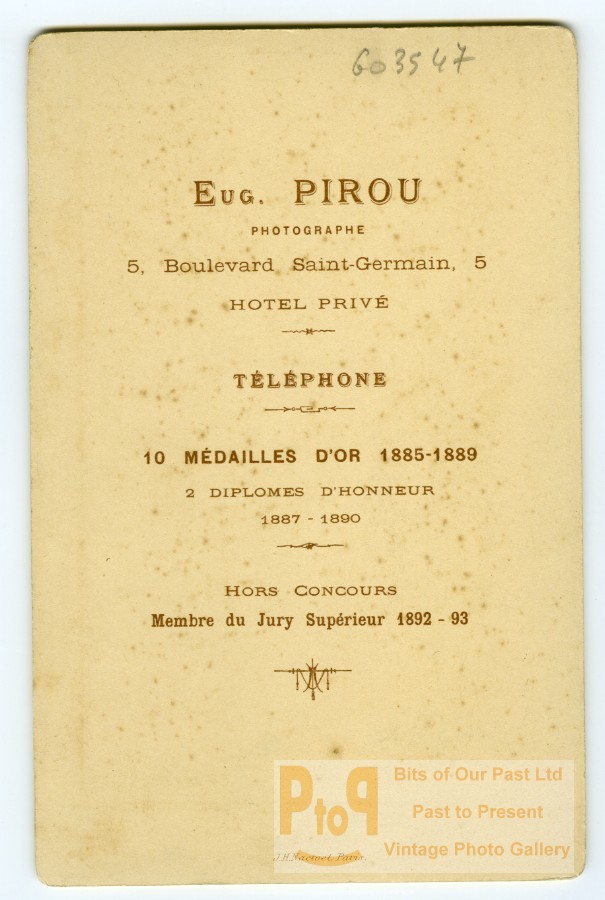 603547
EUG. PIROU
PHOTOGRAPHE
5, Boulevard Saint-Germain, 5
HOTEL PRIVÉ
TÉLÉPHONE
10 MÉDAILLES D'OR 1885-1889
2 DIPLOMES D'HONNEUR
1887 - 1890
HORS CONCOURS
Membre du Jury Supérieur 1892 - 93
PtoP
Bits of Our Past Ltd
Past to Present
Vintage Photo Gallery
Paris